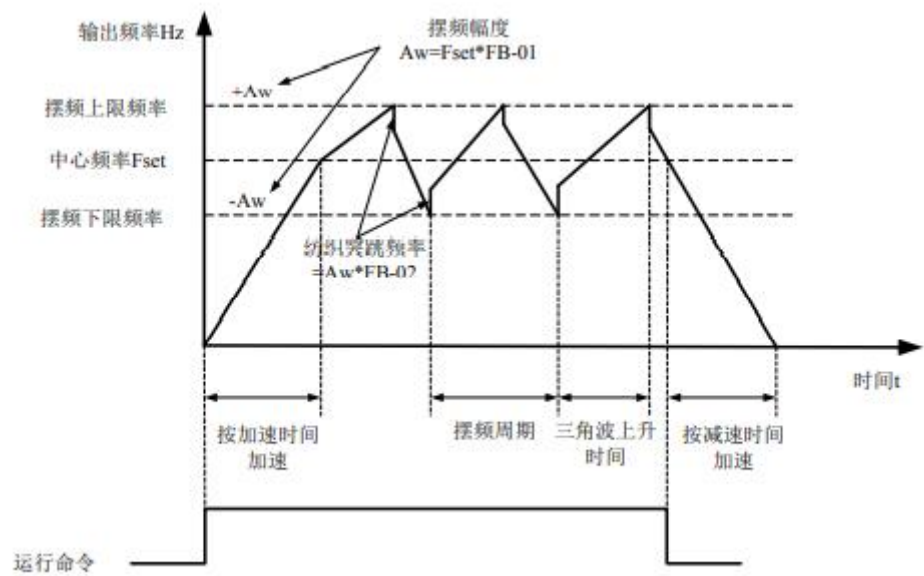 输出频率Hz
摆频幅度
Aw=Fset*FB-01
+Aw
摆频上限频率
中心频率Fset
-Aw
摆频下限频率
纺织突跳频率
=Aw*FB-02
时间t
按加速时间
加速
摆频周期
三角波上升
时间
按减速时间
加速
运行命令